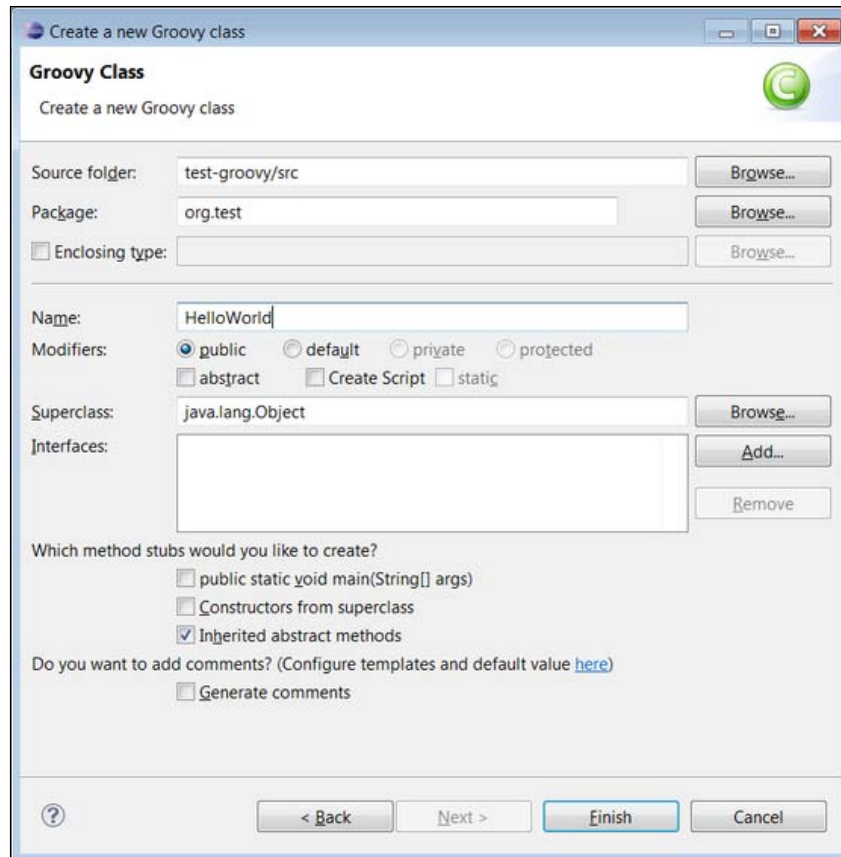 Create a new Groovy class
Groovy Class
Create a new Groovy class
Source folder: test-groovy/src Browse...
Package: org.test Browse...
Enclosing type: Browse...
Name: HelloWorld
Modifiers: public default private protected
abstract Create Script static
Superclass: java.lang.Object Browse...
Interfaces: Add...
Remove
Which method stubs would you like to create?
public static void main(String[] args)
Constructors from superclass
Inherited abstract methods
Do you want to add comments? (Configure templates and default value here)
Generate comments
? < Back Next > Finish Cancel